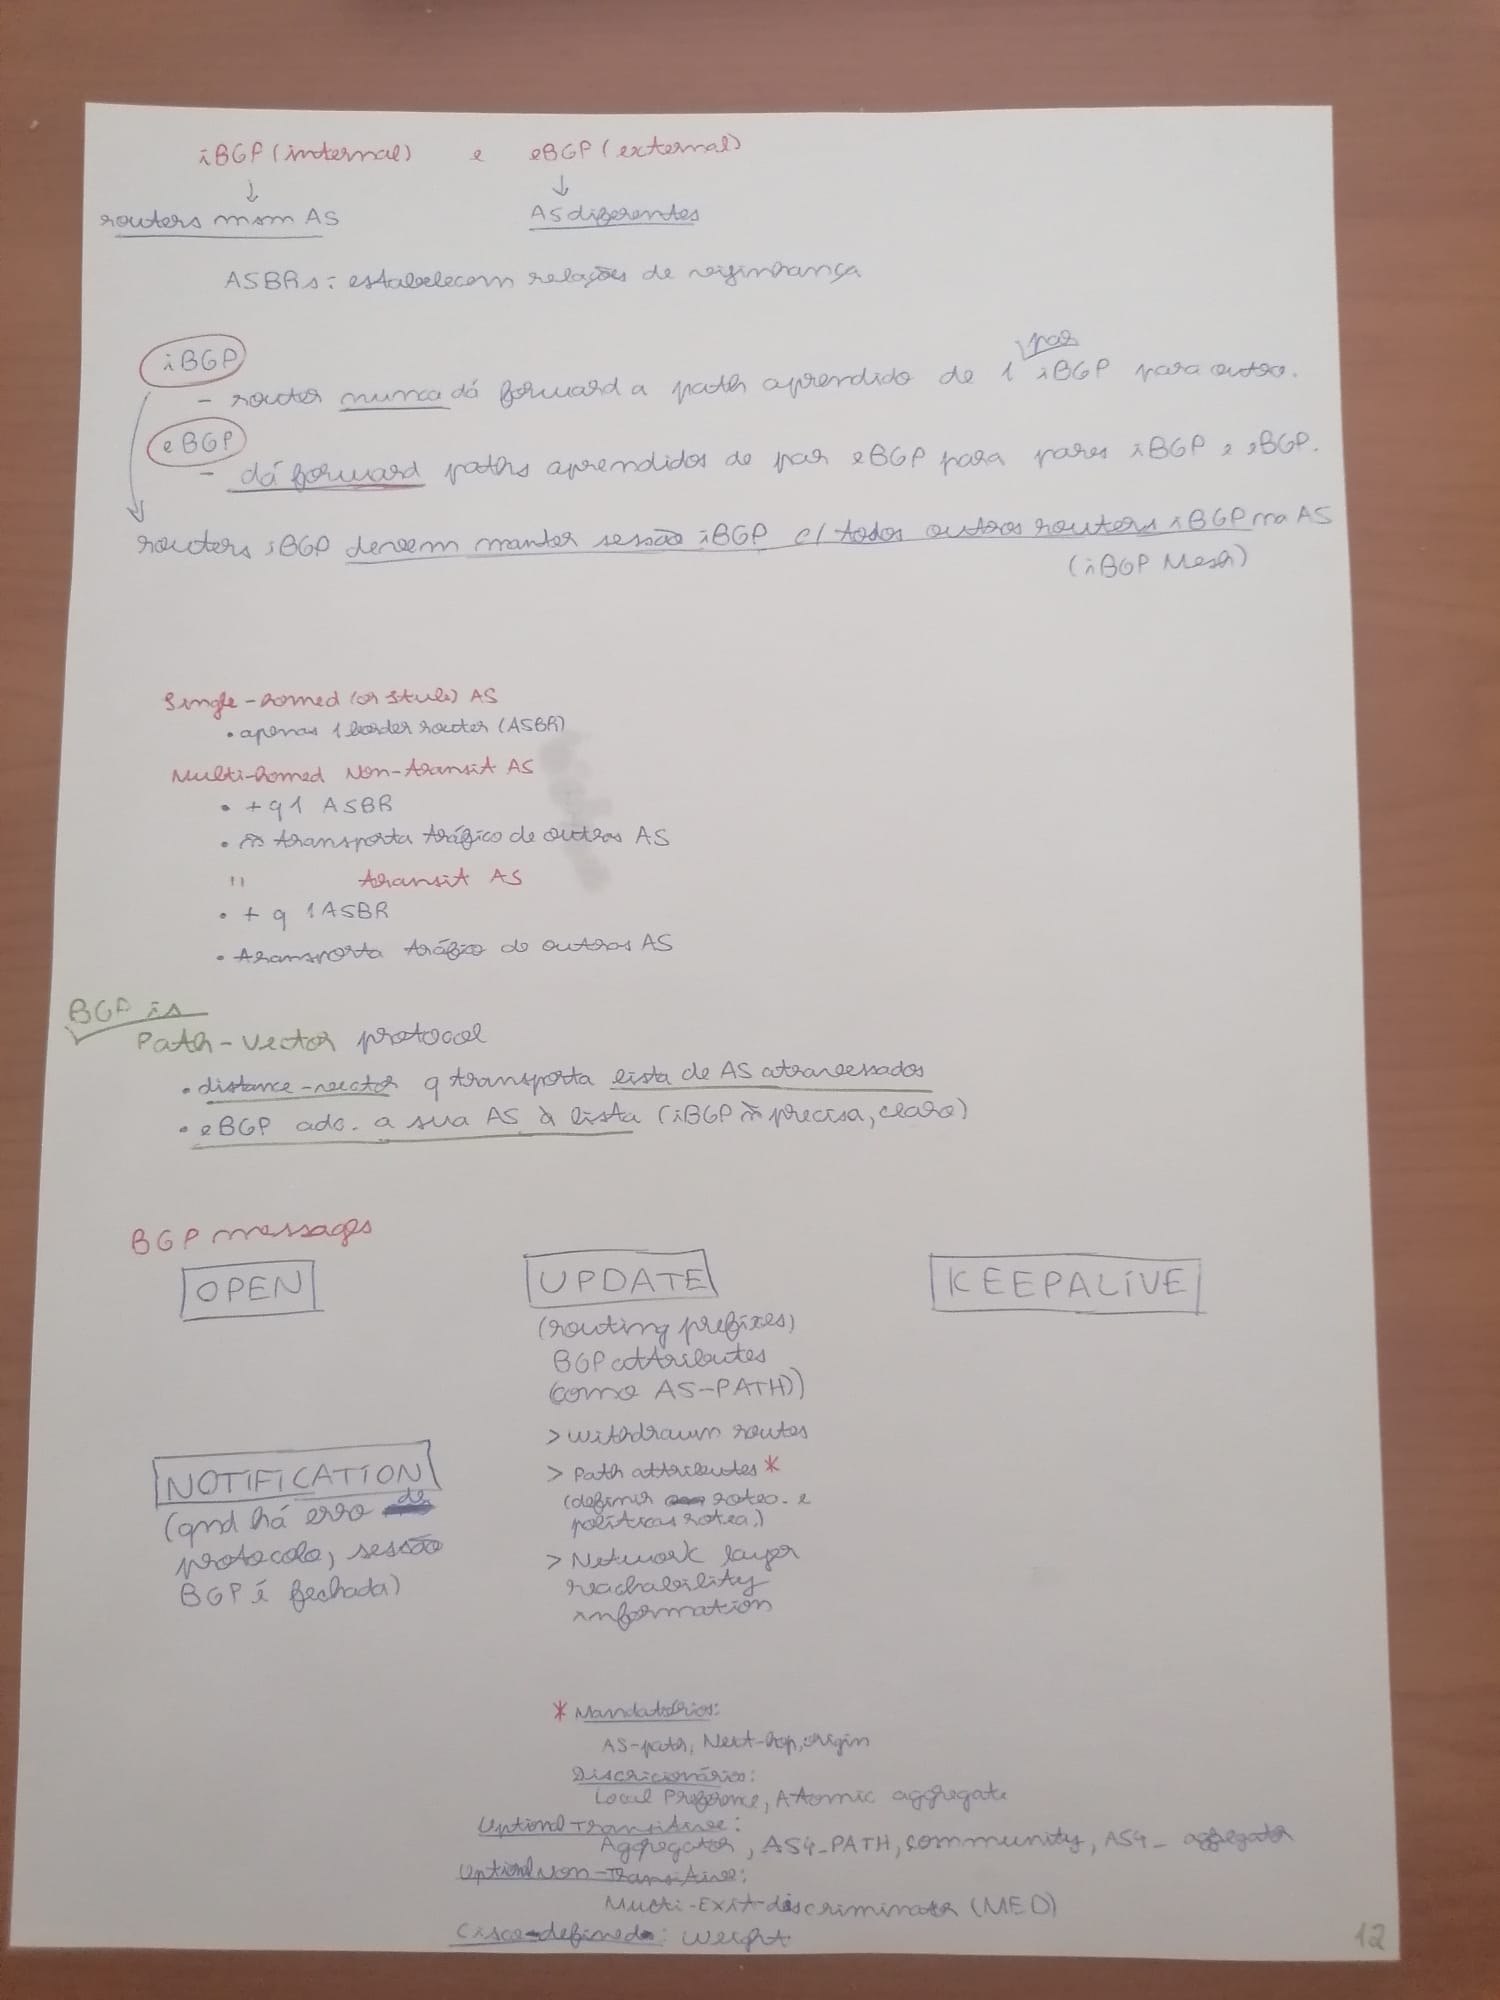 iBGP (internal) e eBGP (external)
↓ ↓
routers msm AS AS diferentes
ASBRs: estabelecem relações de vizinhança
iBGP
par
- router nunca dá forward a path aprendido de 1 iBGP para outro.
eBGP
- dá forward paths aprendidos de par eBGP para pares iBGP e eBGP.
routers iBGP devem manter sessão iBGP c/ todos outros routers iBGP na AS
(iBGP Mesh)
Single-homed (or stub) AS
• apenas 1 border router (ASBR)
Multi-homed Non-transit AS
• + q 1 ASBR
• ñ transporta tráfico de outros AS
" transit AS
• + q 1 ASBR
• transporta tráfico de outros AS
BGP is
Path-vector protocol
• distance-vector q transporta lista de AS atravessados
• eBGP adc. a sua AS à lista (iBGP ñ precisa, claro)
BGP messages
OPEN UPDATE KEEPALIVE
(routing prefixes)
BGP attributes
(como AS-PATH))
> withdrawn routes
NOTIFICATION > Path attributes *
(qnd há erro de (definir roteo. e
políticas rotea.)
protocolo, sessão > Network layer
BGP é fechada) reachability
information
* Mandatórios:
AS-path, Next-hop, origin
Discricionários:
Local Preference, Atomic aggregate
Optional Transitive:
Aggregator, AS4_PATH, community, AS4_ aggregator
Optional Non-Transitive:
Multi-Exit-discriminator (MED)
Cisco-defined: weight
12